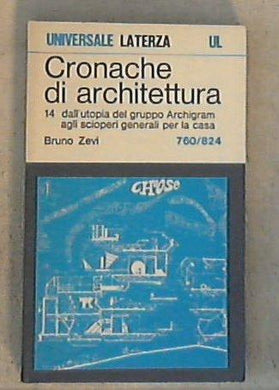 UNIVERSALE LATERZA UL
Cronache
di architettura
14 dall'utopia del gruppo Archigram
agli scioperi generali per la casa
Bruno Zevi 760/824